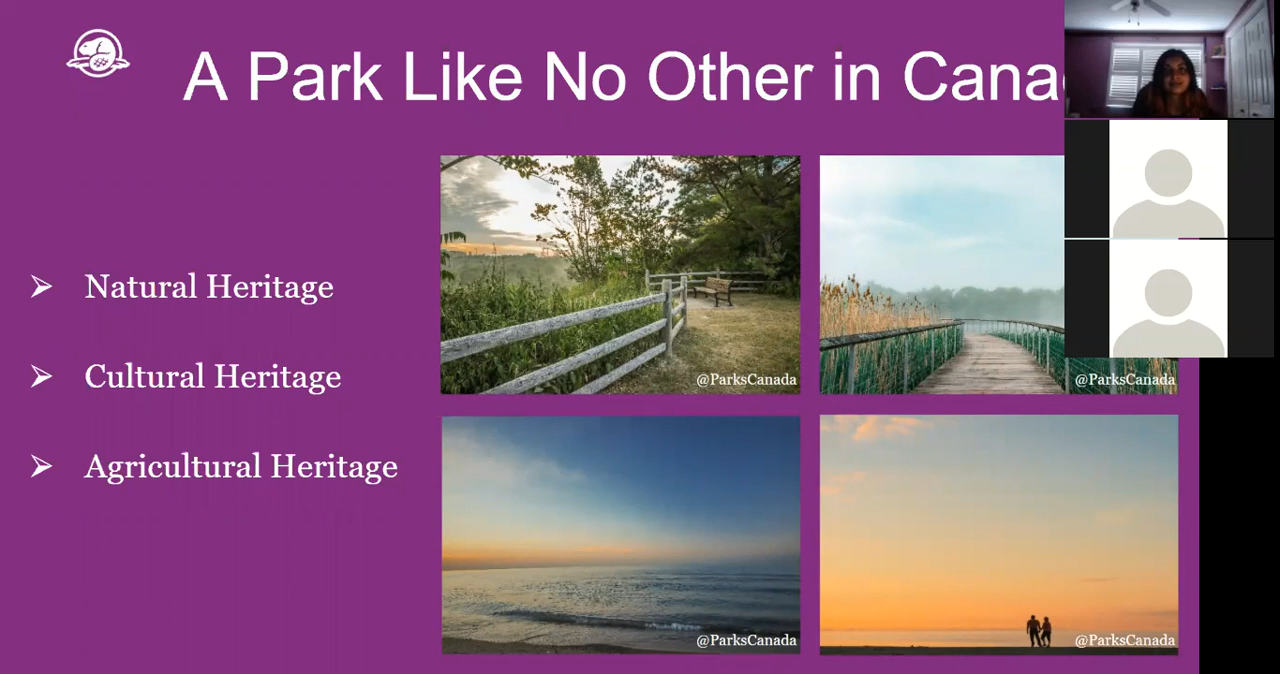 A Park Like No Other in Cana
Natural Heritage
Cultural Heritage
Agricultural Heritage
@ParksCanada
@ParksCanada
@ParksCanada
@ParksCanada